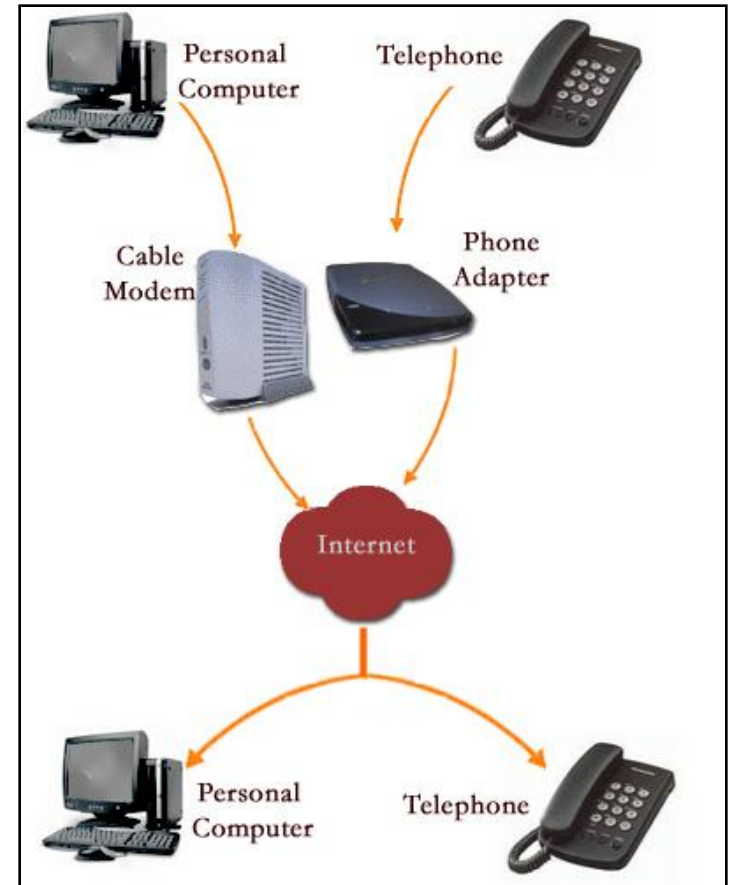 Personal
Computer
Telephone
Cable
Modem
Phone
Adapter
Internet
Personal
Computer
Telephone